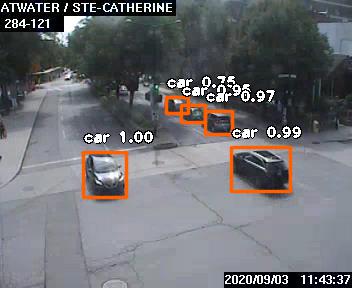 ATWATER / STE-CATHERINE
284-121
car 0.75
car 0.95
car 0.97
car 1.00
car 0.99
2020/09/03 11:43:37